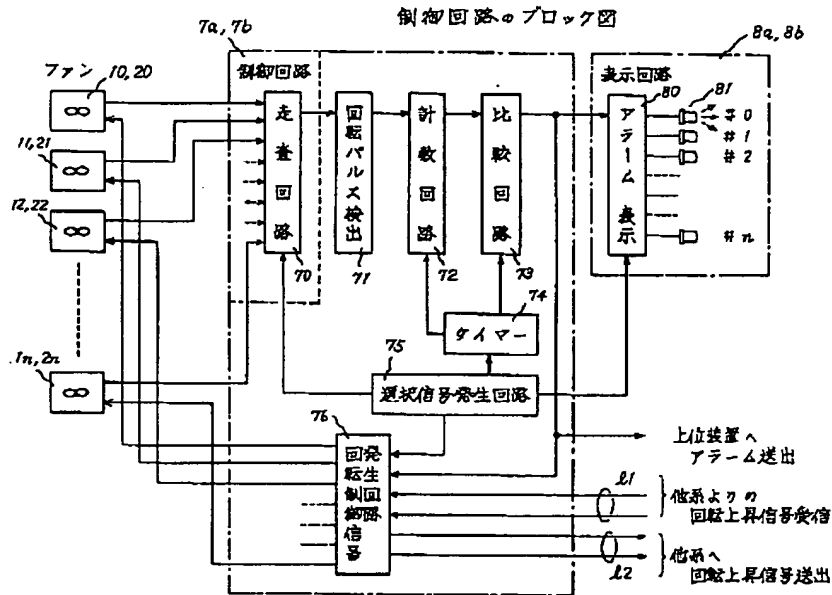 制御回路のブロック図
7a,7b
8a,8b
ファン
10,20
11,21
12,22
1n,2n
制御回路
走査回路
70
回転パルス検出
71
計数回路
72
比較回路
73
74
タイマー
75
選択信号発生回路
76
回転制御信号
発生回路
表示回路
80
アラーム表示
81
#0
#1
#2
#n
上位装置へ
アラーム送出
l1
他系よりの
回転上昇信号受信
l2
他系へ
回転上昇信号送出